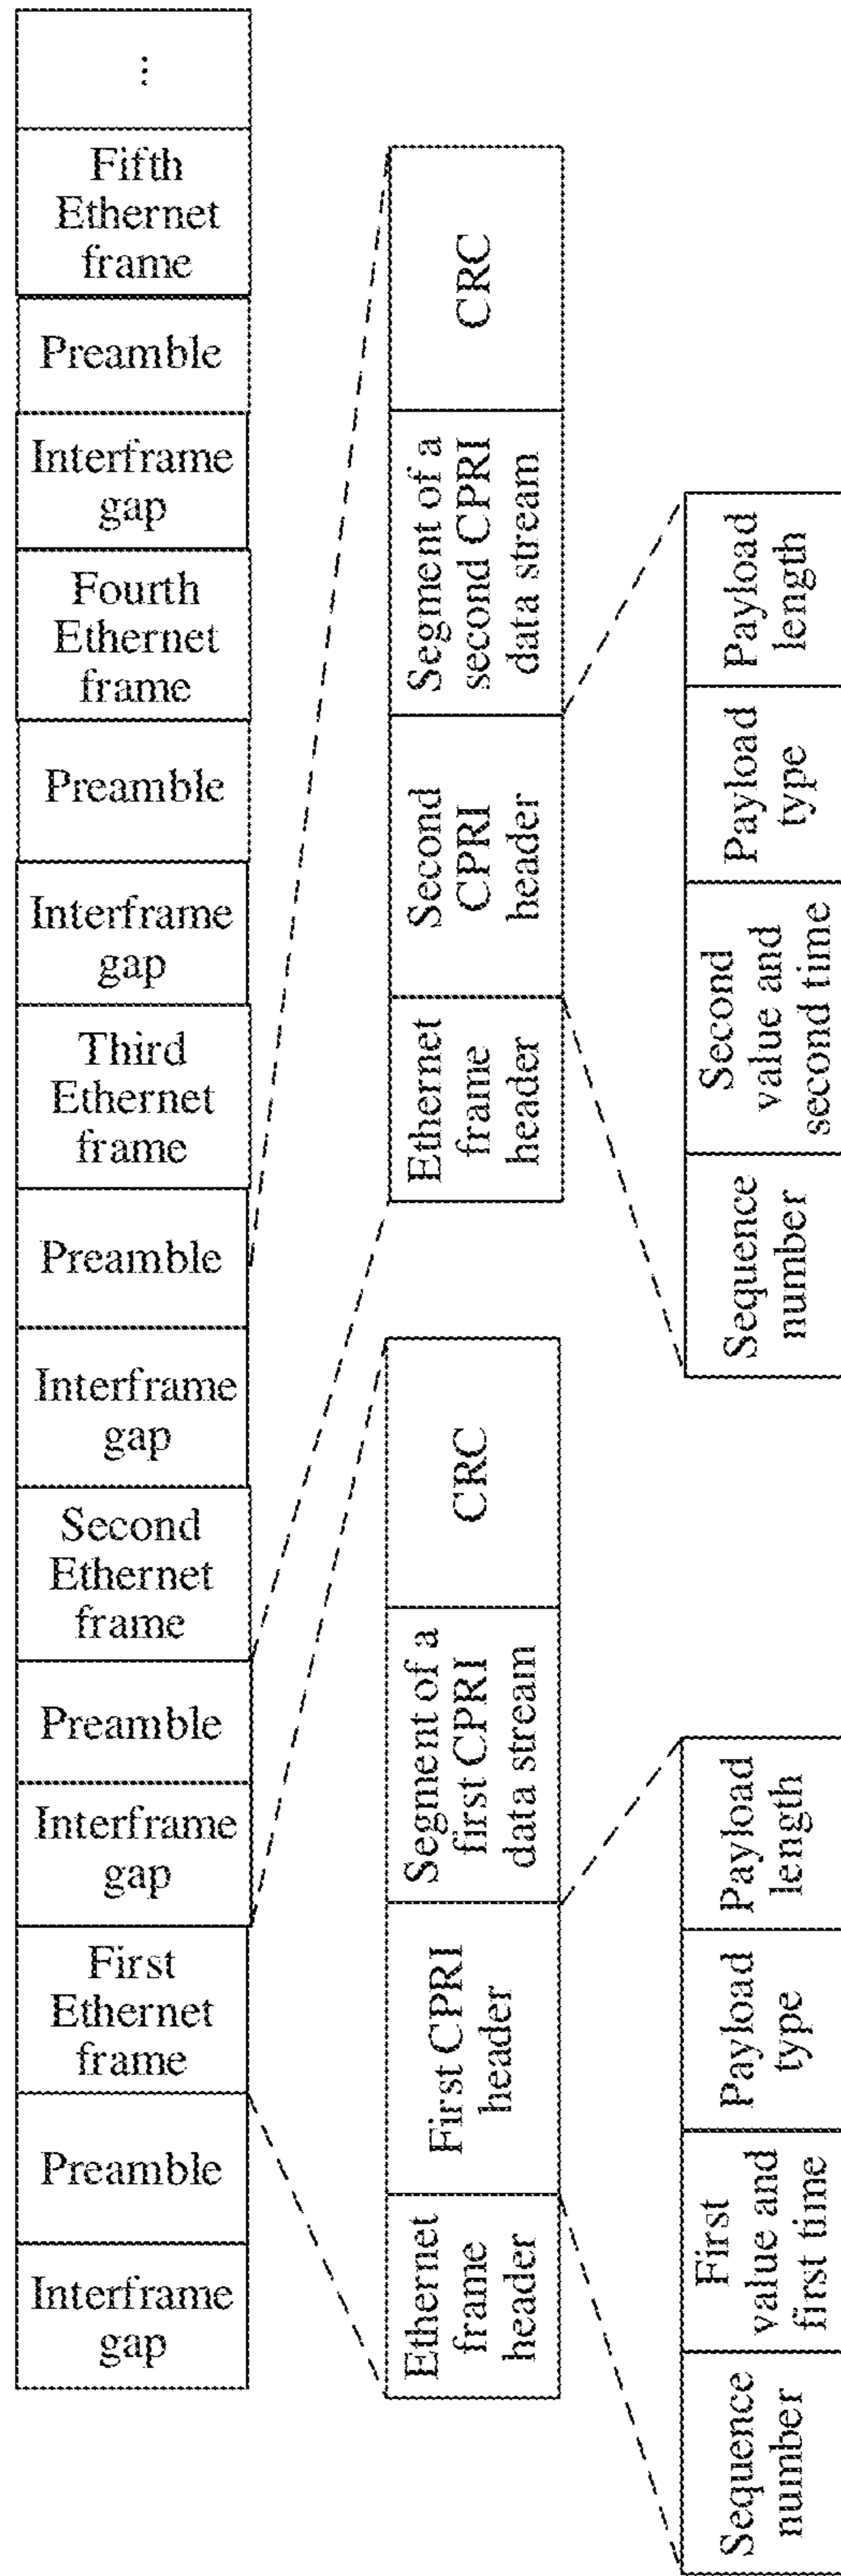 Interframe
gap
Preamble
First
Ethernet
frame
Interframe
gap
Preamble
Second
Ethernet
frame
Interframe
gap
Preamble
Third
Ethernet
frame
Interframe
gap
Preamble
Fourth
Ethernet
frame
Interframe
gap
Preamble
Fifth
Ethernet
frame
...
Ethernet
frame
header
First CPRI
header
Segment of a
first CPRI
data stream
CRC
Ethernet
frame
header
Second
CPRI
header
Segment of a
second CPRI
data stream
CRC
Sequence
number
First
value and
first time
Payload
type
Payload
length
Sequence
number
Second
value and
second time
Payload
type
Payload
length